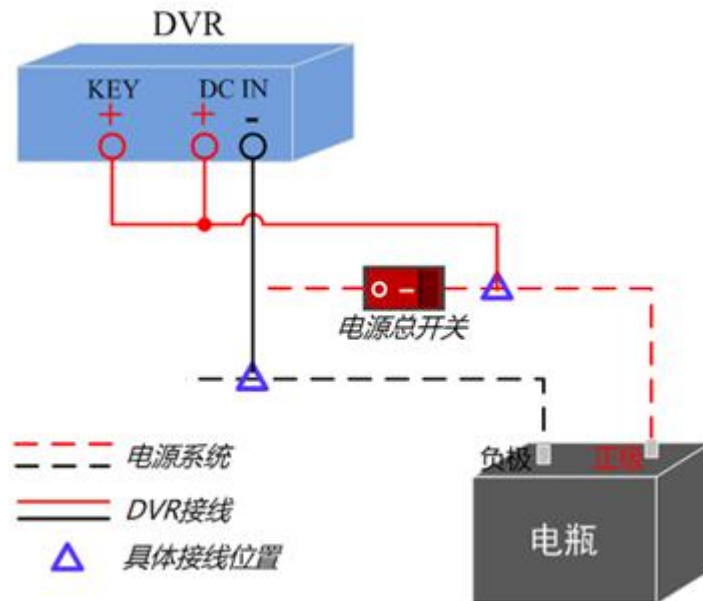 DVR
KEY DC IN
+ + -
电源总开关
负极 正极
电源系统
DVR接线
电瓶
具体接线位置